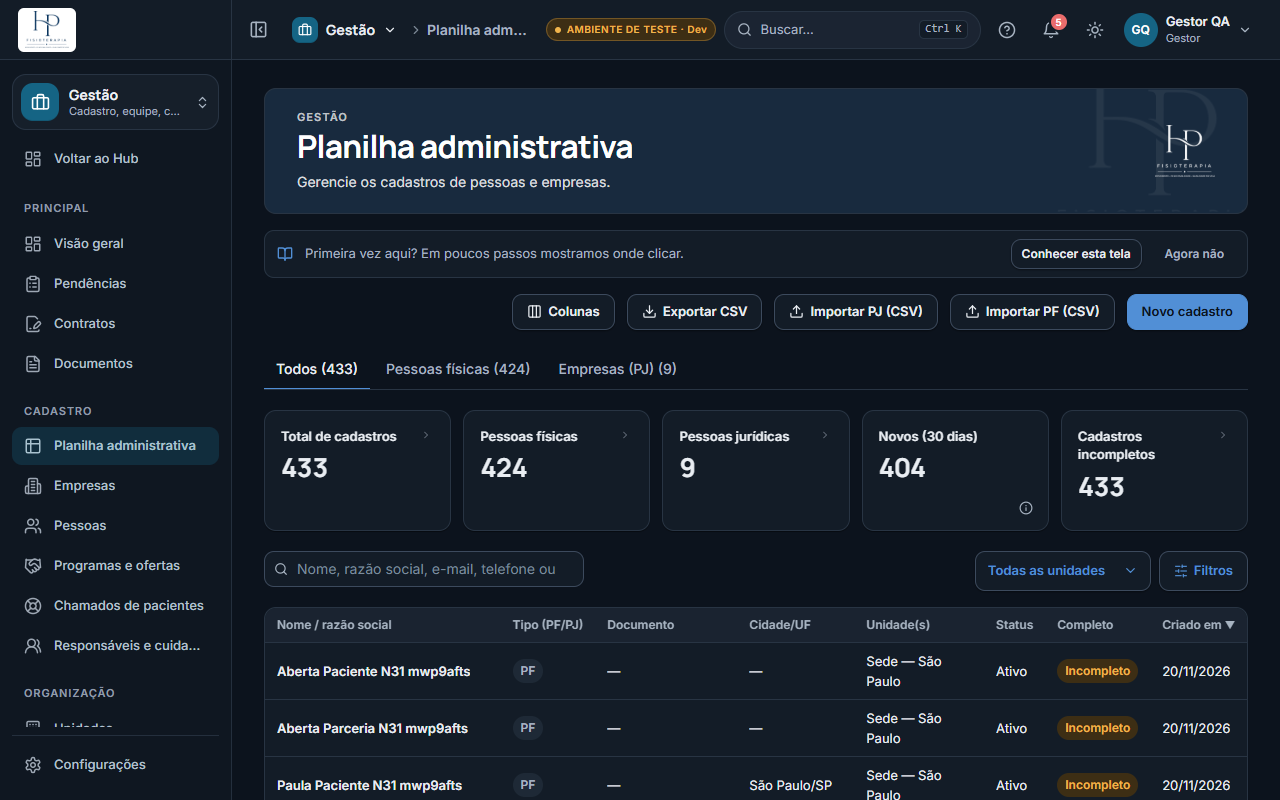 HP
FISIOTERAPIA
Gestão
Planilha adm...
AMBIENTE DE TESTE · Dev
Buscar...
Ctrl K
5
GQ
Gestor QA
Gestor
Gestão
Cadastro, equipe, c...
Voltar ao Hub
PRINCIPAL
Visão geral
Pendências
Contratos
Documentos
CADASTRO
Planilha administrativa
Empresas
Pessoas
Programas e ofertas
Chamados de pacientes
Responsáveis e cuida...
ORGANIZAÇÃO
Unidades
Configurações
GESTÃO
Planilha administrativa
Gerencie os cadastros de pessoas e empresas.
HP
FISIOTERAPIA
Primeira vez aqui? Em poucos passos mostramos onde clicar.
Conhecer esta tela
Agora não
Colunas
Exportar CSV
Importar PJ (CSV)
Importar PF (CSV)
Novo cadastro
Todos (433)
Pessoas físicas (424)
Empresas (PJ) (9)
Total de cadastros
433
Pessoas físicas
424
Pessoas jurídicas
9
Novos (30 dias)
404
Cadastros
incompletos
433
Nome, razão social, e-mail, telefone ou
Todas as unidades
Filtros
Nome / razão social Tipo (PF/PJ) Documento Cidade/UF Unidade(s) Status Completo Criado em ▼
Aberta Paciente N31 mwp9afts PF — — Sede — São Paulo Ativo Incompleto 20/11/2026
Aberta Parceria N31 mwp9afts PF — — Sede — São Paulo Ativo Incompleto 20/11/2026
Paula Paciente N31 mwp9afts PF — São Paulo/SP Sede — São Paulo Ativo Incompleto 20/11/2026